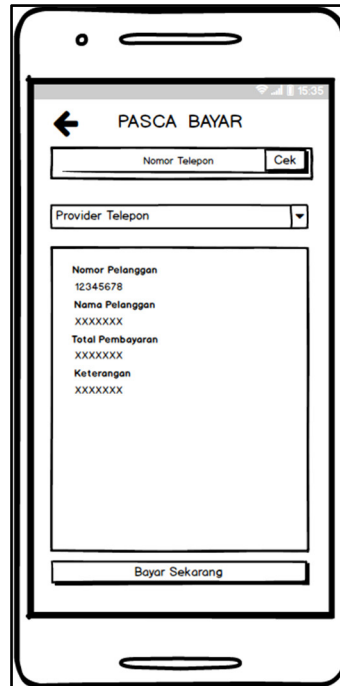 15:35
PASCA BAYAR
Nomor Telepon Cek
Provider Telepon
Nomor Pelanggan
12345678
Nama Pelanggan
XXXXXXX
Total Pembayaran
XXXXXXX
Keterangan
XXXXXXX
Bayar Sekarang